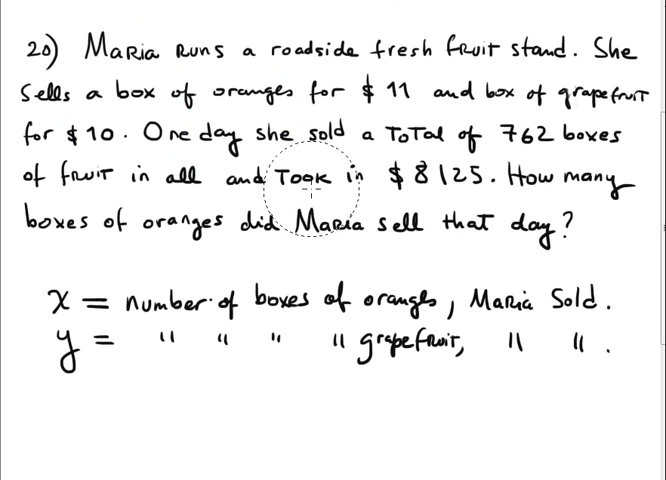 20) Maria runs a roadside fresh fruit stand. She
sells a box of oranges for $ 11 and box of grapefruit
for $ 10. One day she sold a total of 762 boxes
of fruit in all and took in $ 8125. How many
boxes of oranges did Maria sell that day?
x = number of boxes of oranges, Maria sold.
y = " " " " grapefruit, " " .